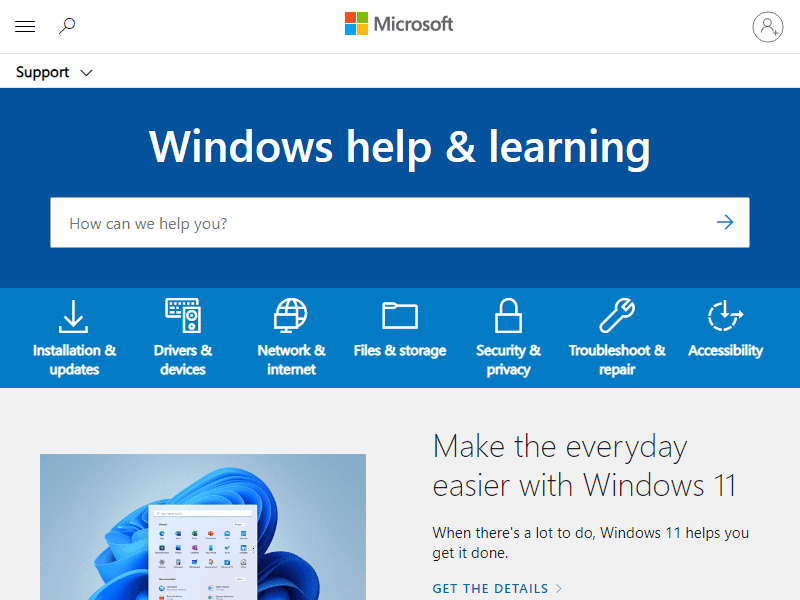 Microsoft
Support
Windows help & learning
How can we help you?
Installation &
updates
Drivers &
devices
Network &
internet
Files & storage
Security &
privacy
Troubleshoot &
repair
Accessibility
Make the everyday
easier with Windows 11
When there's a lot to do, Windows 11 helps you
get it done.
GET THE DETAILS